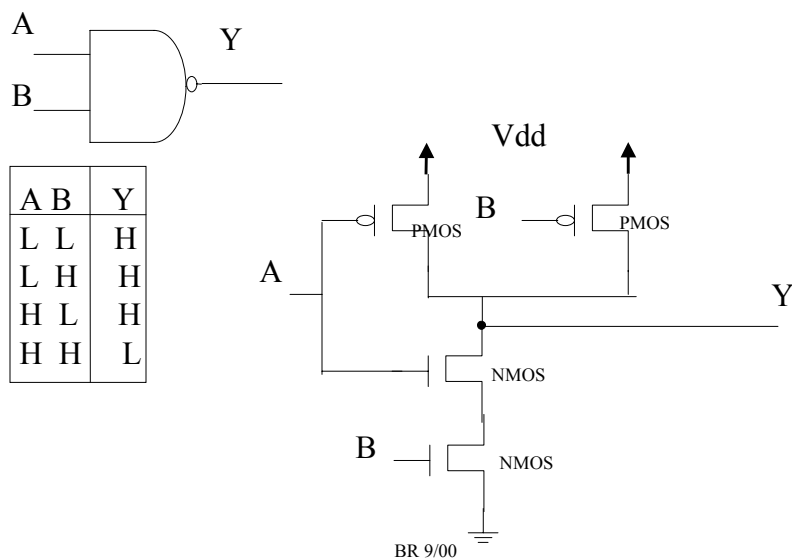 A
Y
B
Vdd
A B Y
L L H
L H H
H L H
H H L
B
PMOS
PMOS
A
Y
NMOS
B
NMOS
BR 9/00